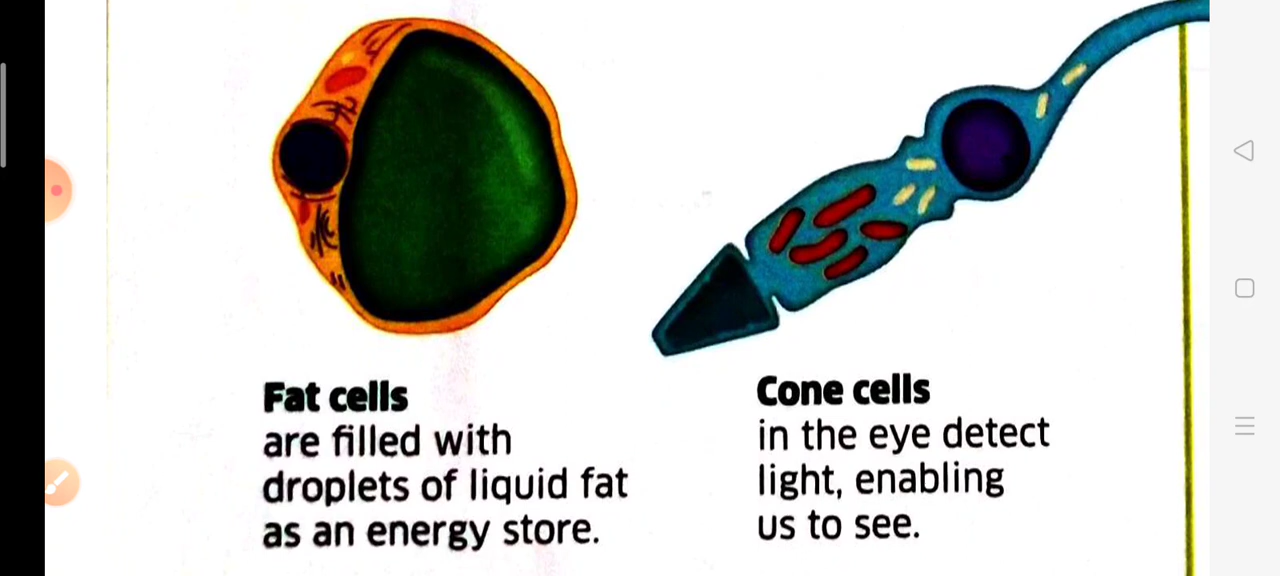 Fat cells
are filled with
droplets of liquid fat
as an energy store.
Cone cells
in the eye detect
light, enabling
us to see.